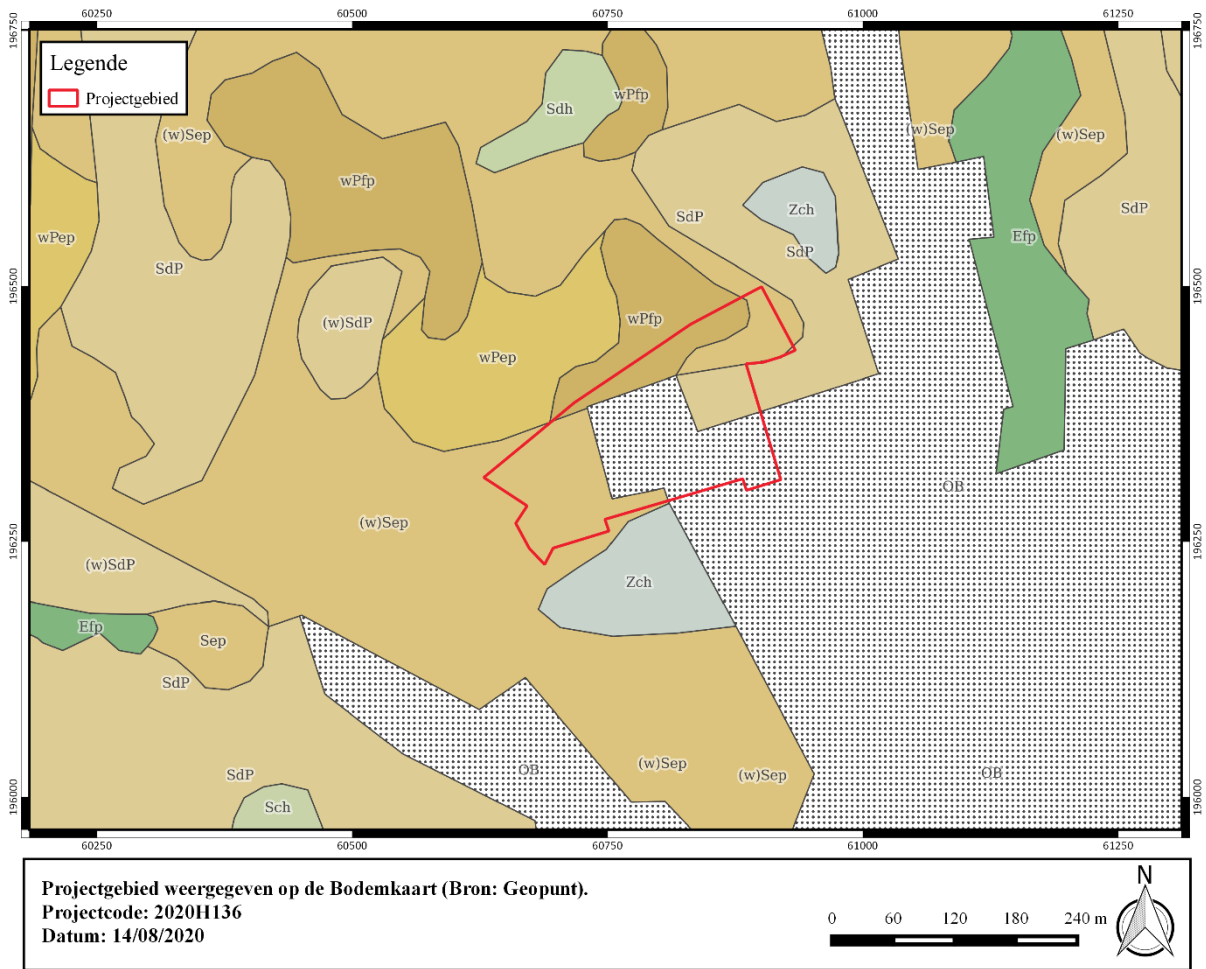 60250 60500 60750 61000 61250
196750 196750
Legende
Projectgebied
Sdh
wPfp
(w)Sep
(w)Sep
(w)Sep
wPfp
SdP
Zch
SdP
wPep
SdP
Efp
SdP
196500 196500
(w)SdP
wPfp
wPep
OB
(w)Sep
196250 196250
(w)SdP
Zch
Efp
Sep
SdP
(w)Sep
OB
SdP
(w)Sep
OB
Sch
196000 196000
60250 60500 60750 61000 61250
Projectgebied weergegeven op de Bodemkaart (Bron: Geopunt).
Projectcode: 2020H136
Datum: 14/08/2020
0 60 120 180 240 m
N